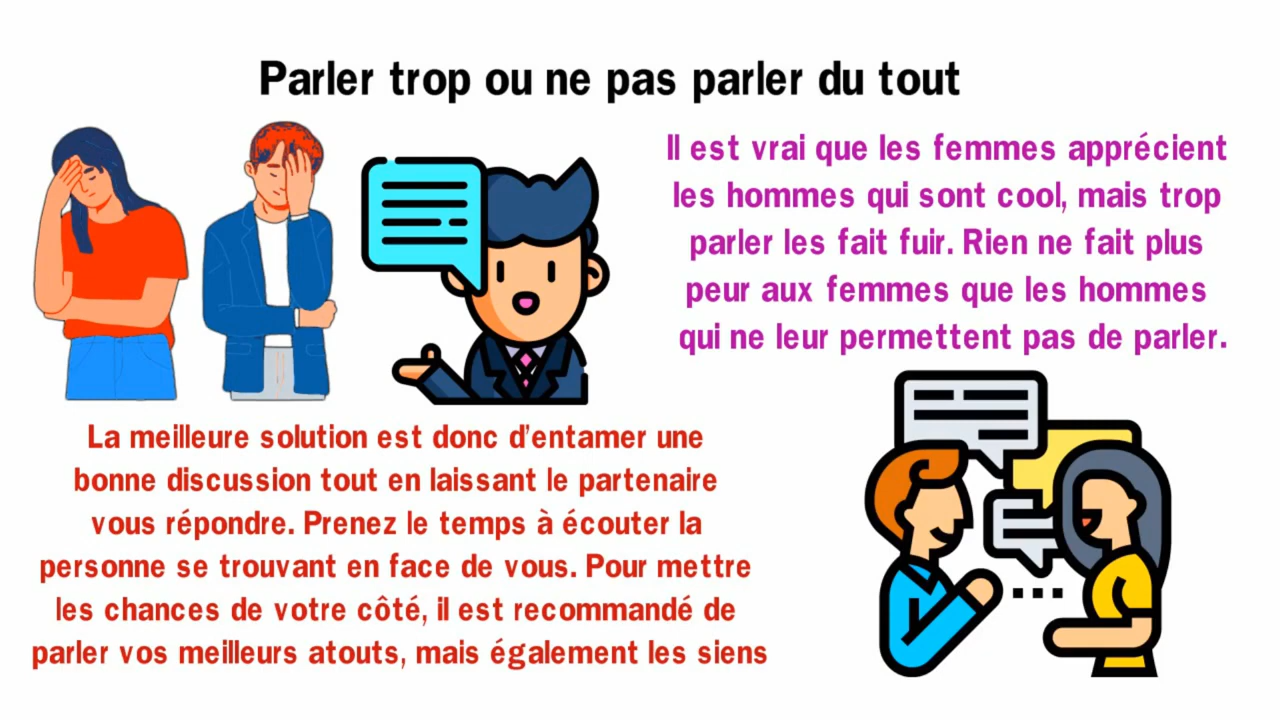 Parler trop ou ne pas parler du tout
Il est vrai que les femmes apprécient
les hommes qui sont cool, mais trop
parler les fait fuir. Rien ne fait plus
peur aux femmes que les hommes
qui ne leur permettent pas de parler.
La meilleure solution est donc d'entamer une
bonne discussion tout en laissant le partenaire
vous répondre. Prenez le temps à écouter la
personne se trouvant en face de vous. Pour mettre
les chances de votre côté, il est recommandé de
parler vos meilleurs atouts, mais également les siens